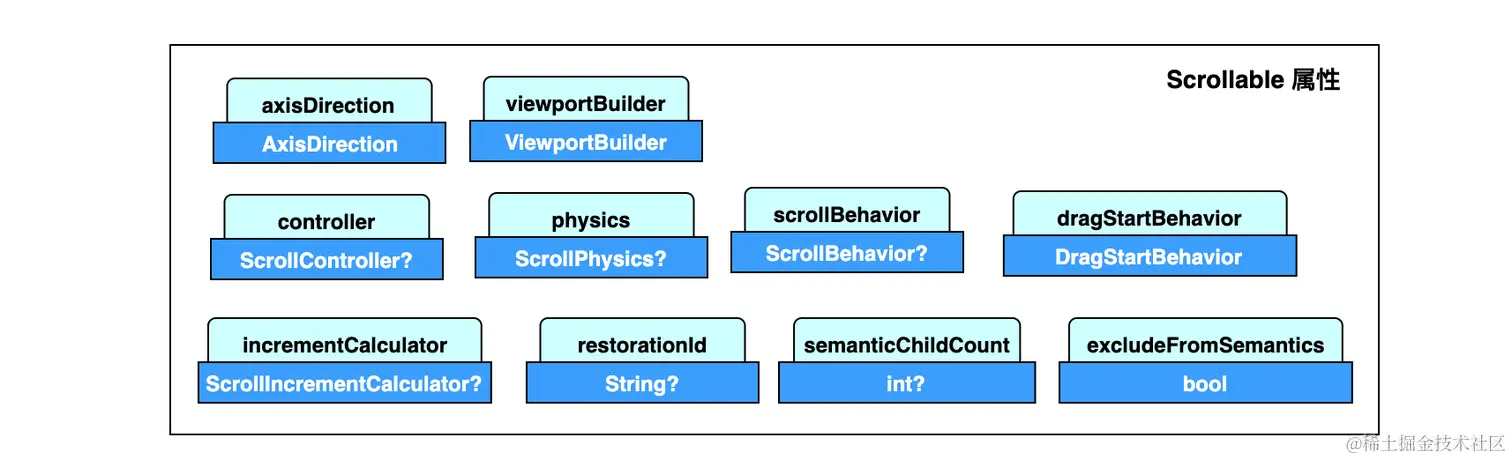 Scrollable 属性
axisDirection
AxisDirection
viewportBuilder
ViewportBuilder
controller
ScrollController?
physics
ScrollPhysics?
scrollBehavior
ScrollBehavior?
dragStartBehavior
DragStartBehavior
incrementCalculator
ScrollIncrementCalculator?
restorationId
String?
semanticChildCount
int?
excludeFromSemantics
bool
@稀土掘金技术社区